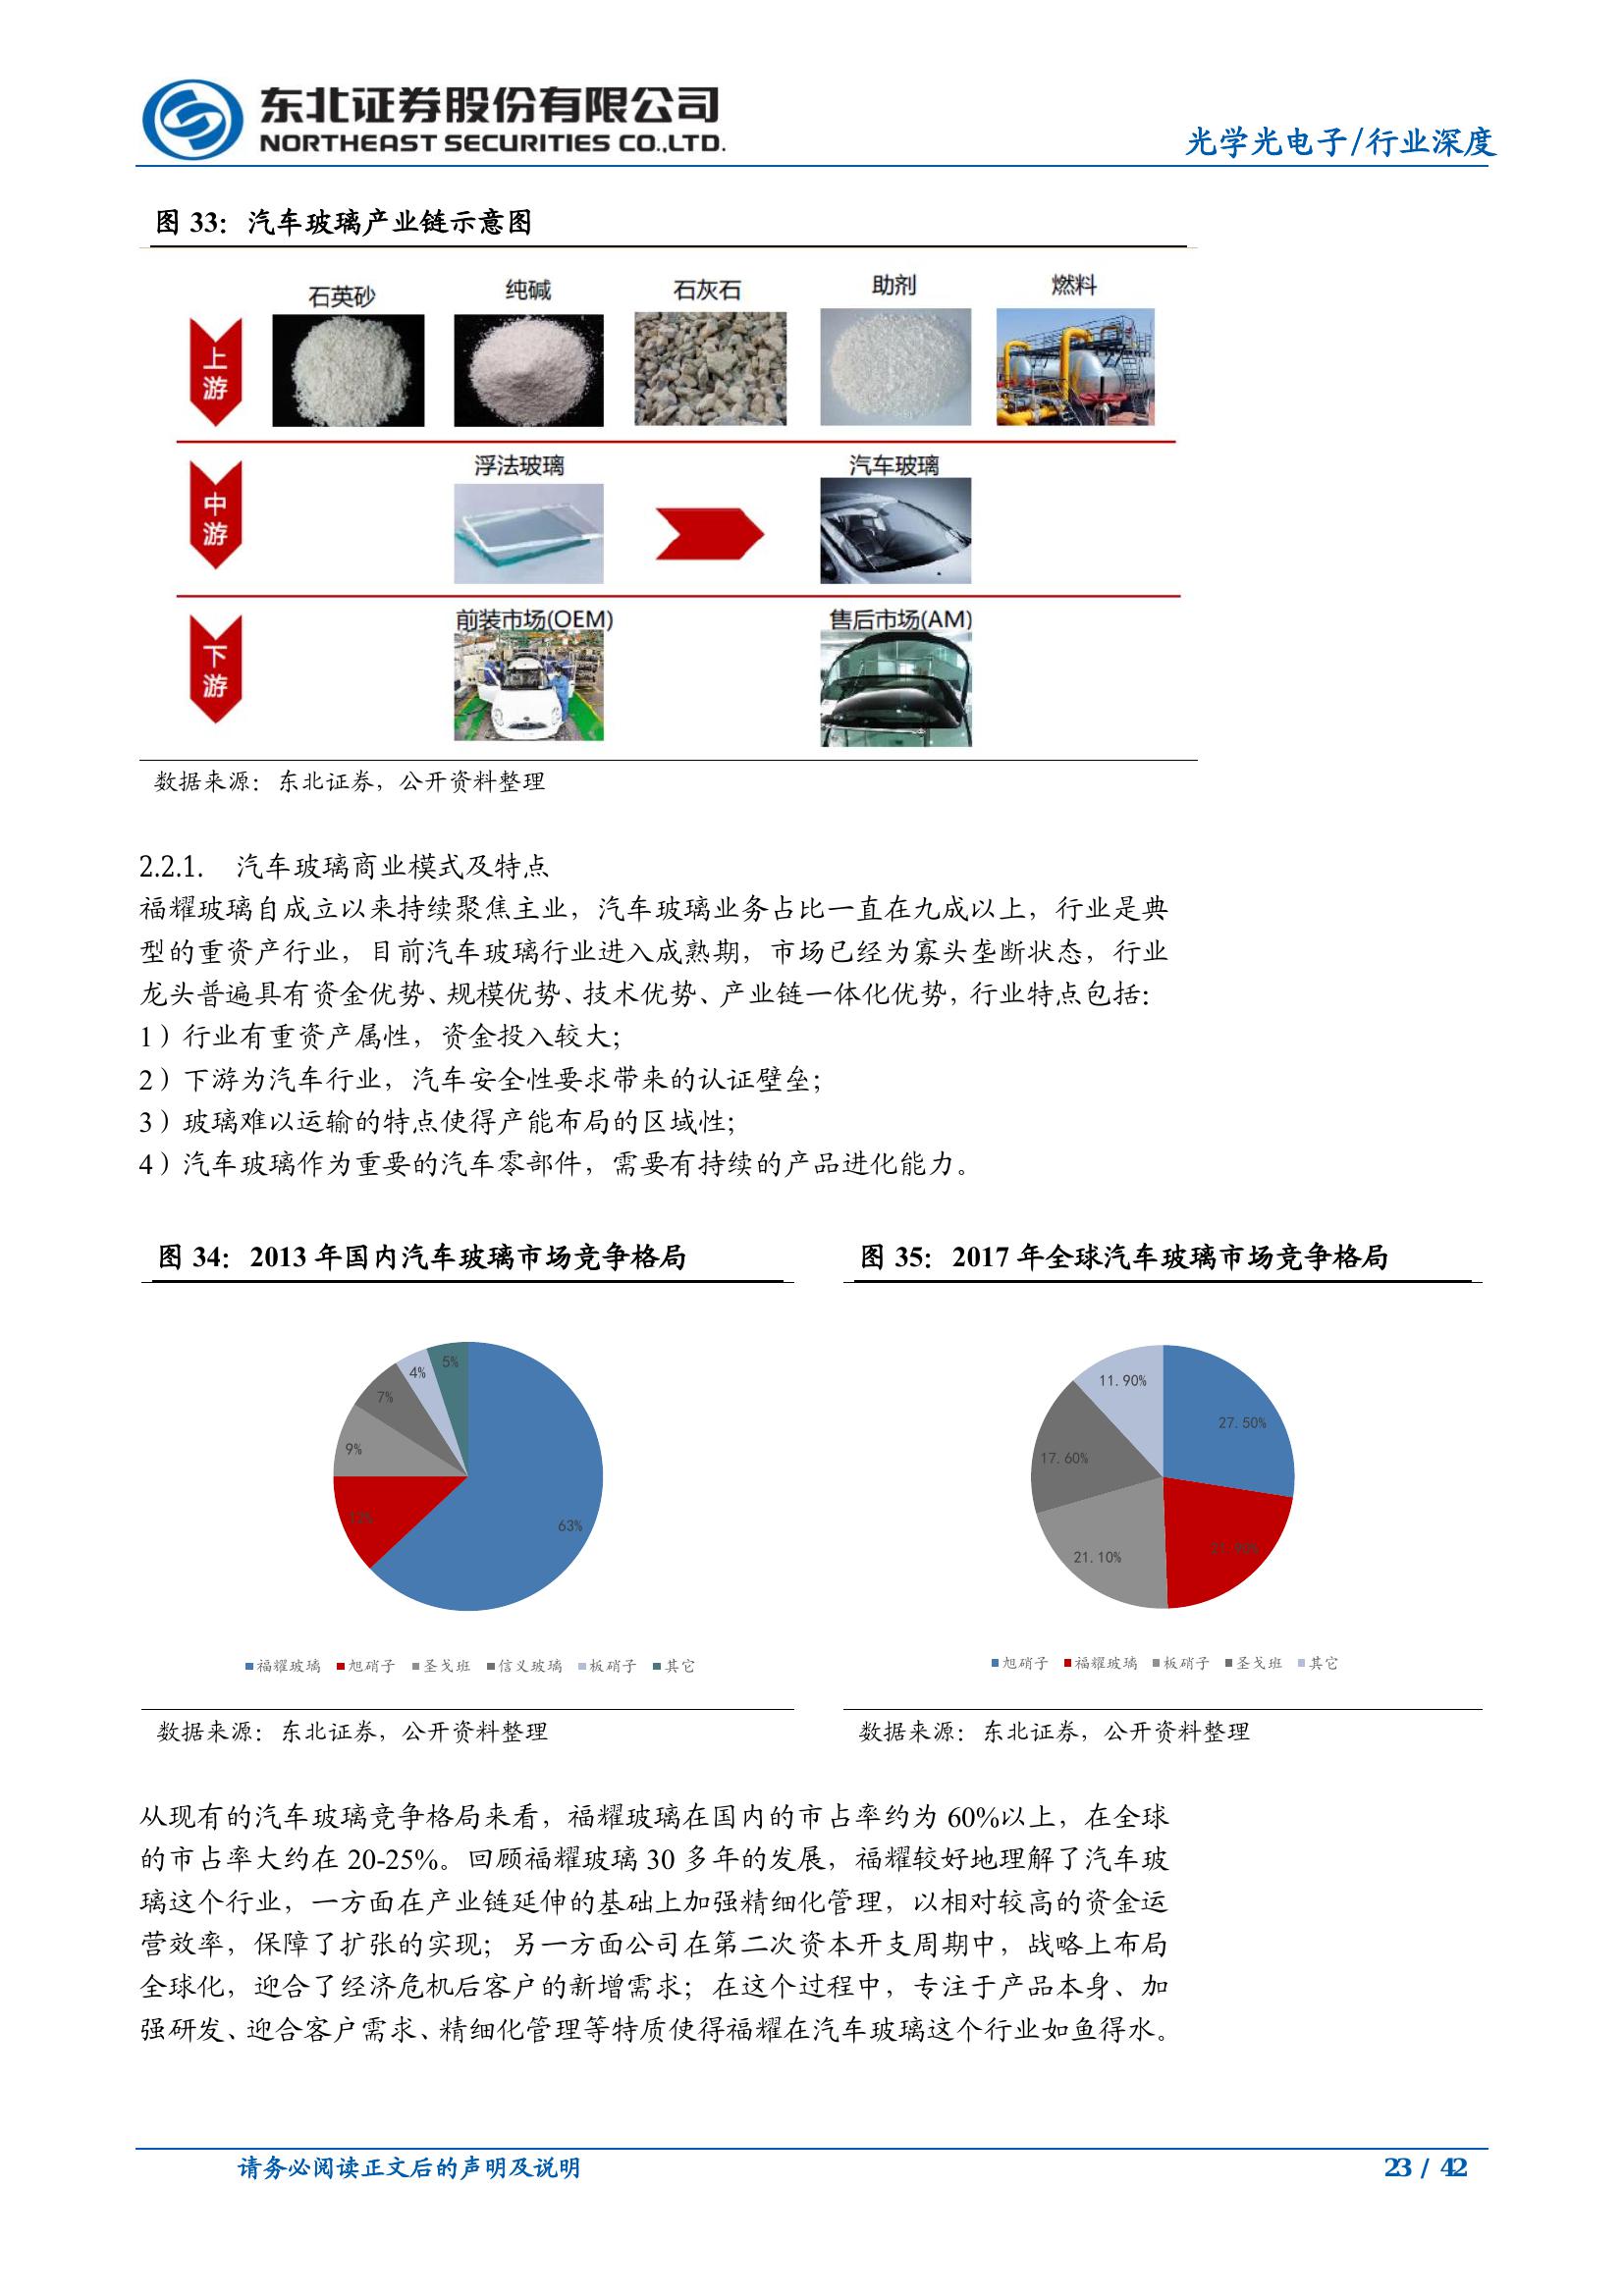 东北证券股份有限公司
NORTHEAST SECURITIES CO.,LTD.
光学光电子/行业深度
图 33：汽车玻璃产业链示意图
石英砂 纯碱 石灰石 助剂 燃料
上游
浮法玻璃 汽车玻璃
中游
前装市场(OEM) 售后市场(AM)
下游
数据来源：东北证券，公开资料整理
2.2.1. 汽车玻璃商业模式及特点
福耀玻璃自成立以来持续聚焦主业，汽车玻璃业务占比一直在九成以上，行业是典
型的重资产行业，目前汽车玻璃行业进入成熟期，市场已经为寡头垄断状态，行业
龙头普遍具有资金优势、规模优势、技术优势、产业链一体化优势，行业特点包括：
1）行业有重资产属性，资金投入较大；
2）下游为汽车行业，汽车安全性要求带来的认证壁垒；
3）玻璃难以运输的特点使得产能布局的区域性；
4）汽车玻璃作为重要的汽车零部件，需要有持续的产品进化能力。
图 34：2013 年国内汽车玻璃市场竞争格局
5%
4%
7%
9%
12%
63%
福耀玻璃 旭硝子 圣戈班 信义玻璃 板硝子 其它
数据来源：东北证券，公开资料整理
图 35：2017 年全球汽车玻璃市场竞争格局
11.90%
27.50%
17.60%
21.90%
21.10%
旭硝子 福耀玻璃 板硝子 圣戈班 其它
数据来源：东北证券，公开资料整理
从现有的汽车玻璃竞争格局来看，福耀玻璃在国内的市占率约为 60%以上，在全球
的市占率大约在 20-25%。回顾福耀玻璃 30 多年的发展，福耀较好地理解了汽车玻
璃这个行业，一方面在产业链延伸的基础上加强精细化管理，以相对较高的资金运
营效率，保障了扩张的实现；另一方面公司在第二次资本开支周期中，战略上布局
全球化，迎合了经济危机后客户的新增需求；在这个过程中，专注于产品本身、加
强研发、迎合客户需求、精细化管理等特质使得福耀在汽车玻璃这个行业如鱼得水。
请务必阅读正文后的声明及说明
23 / 42